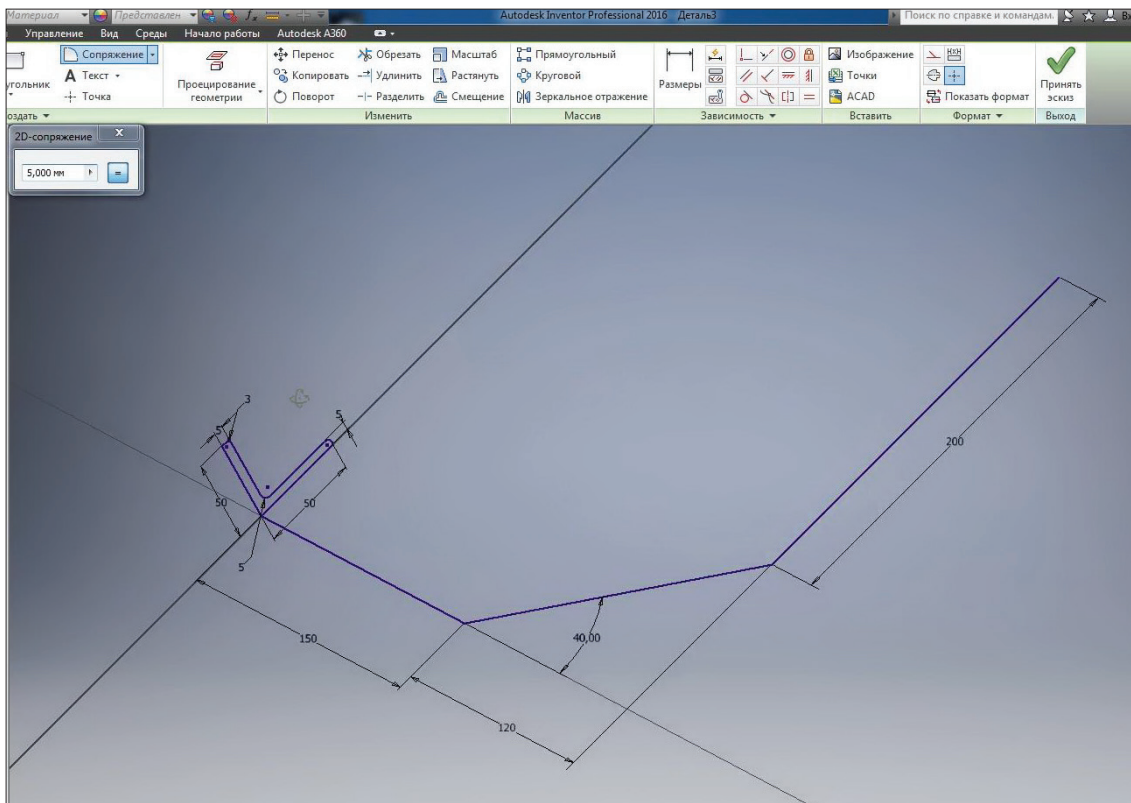 Материал Представлен fx Autodesk Inventor Professional 2016 Деталь3 Поиск по справке и командам.
Управление Вид Среды Начало работы Autodesk A360
Сопряжение Перенос Обрезать Масштаб Прямоугольный Изображение
угольник Текст Проецирование геометрии Копировать Удлинить Растянуть Круговой Размеры Точки Принять эскиз
Точка Поворот Разделить Смещение Зеркальное отражение ACAD Показать формат
оздать Изменить Массив Зависимость Вставить Формат Выход
2D-сопряжение X
5,000 мм =
3
5
5
200
50
50
5
150
40,00
120